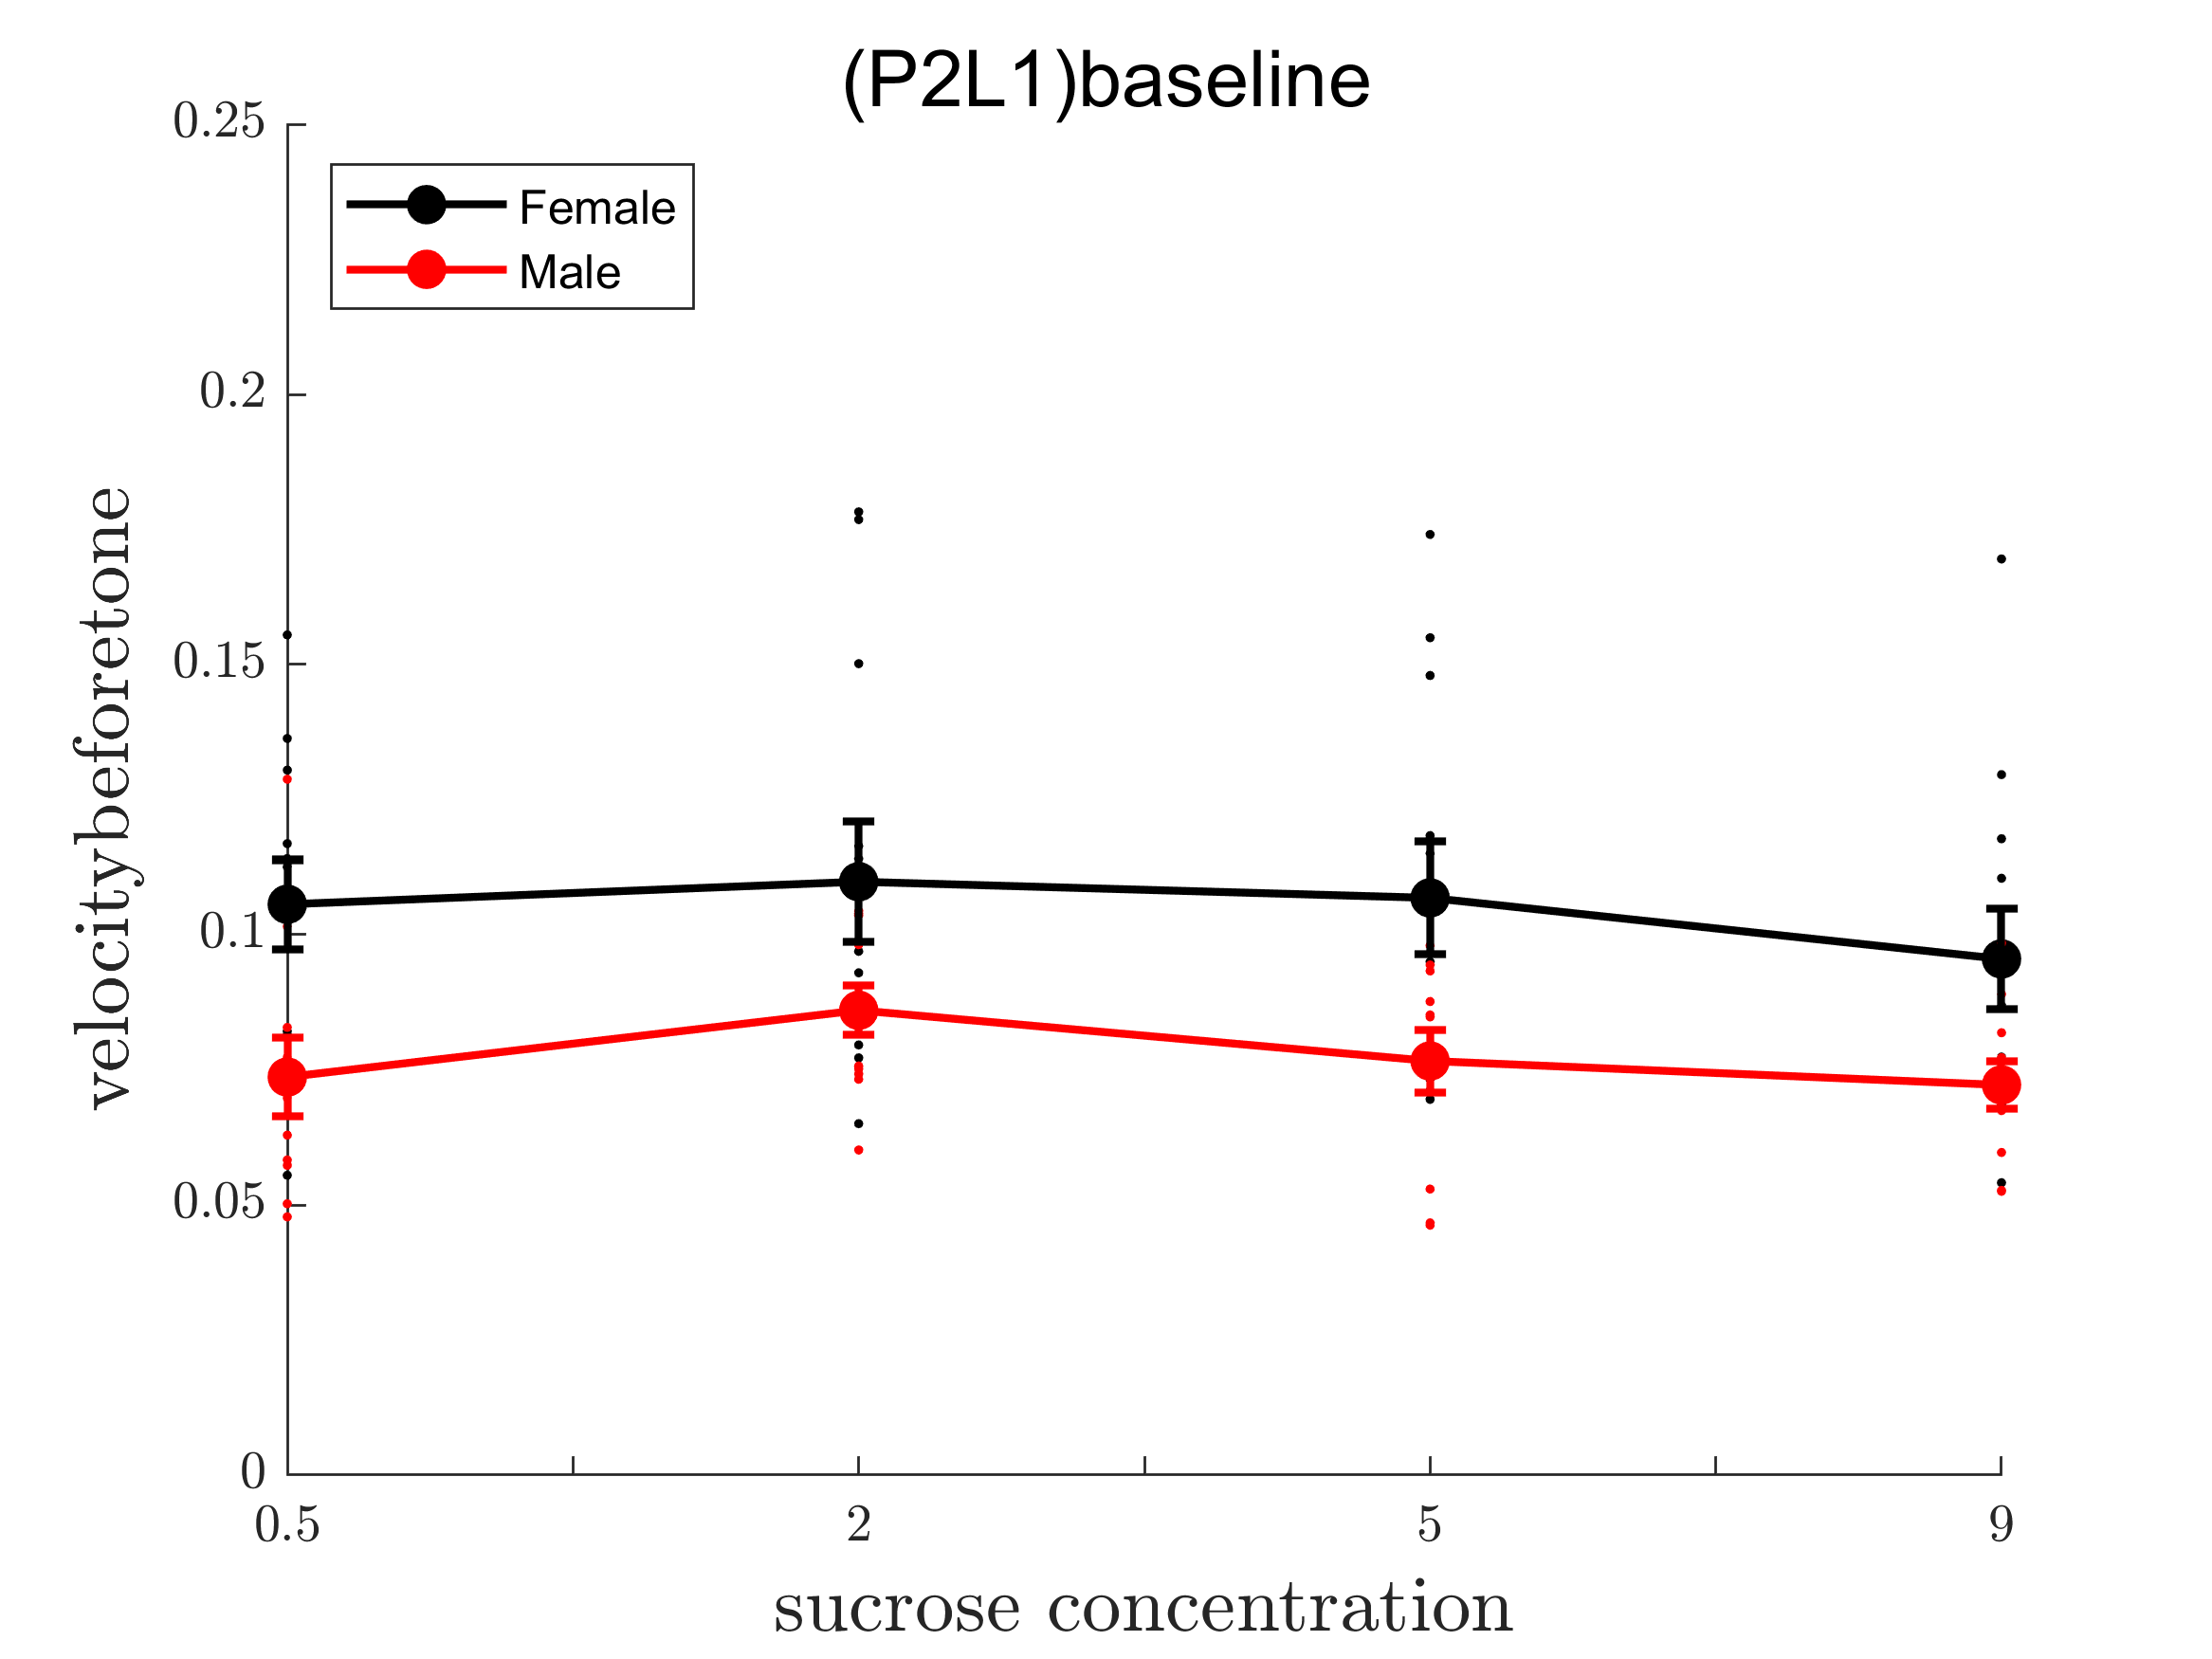 (P2L1)baseline
Female
Male
velocitybeforetone
0.25
0.2
0.15
0.1
0.05
0
0.5 2 5 9
sucrose concentration